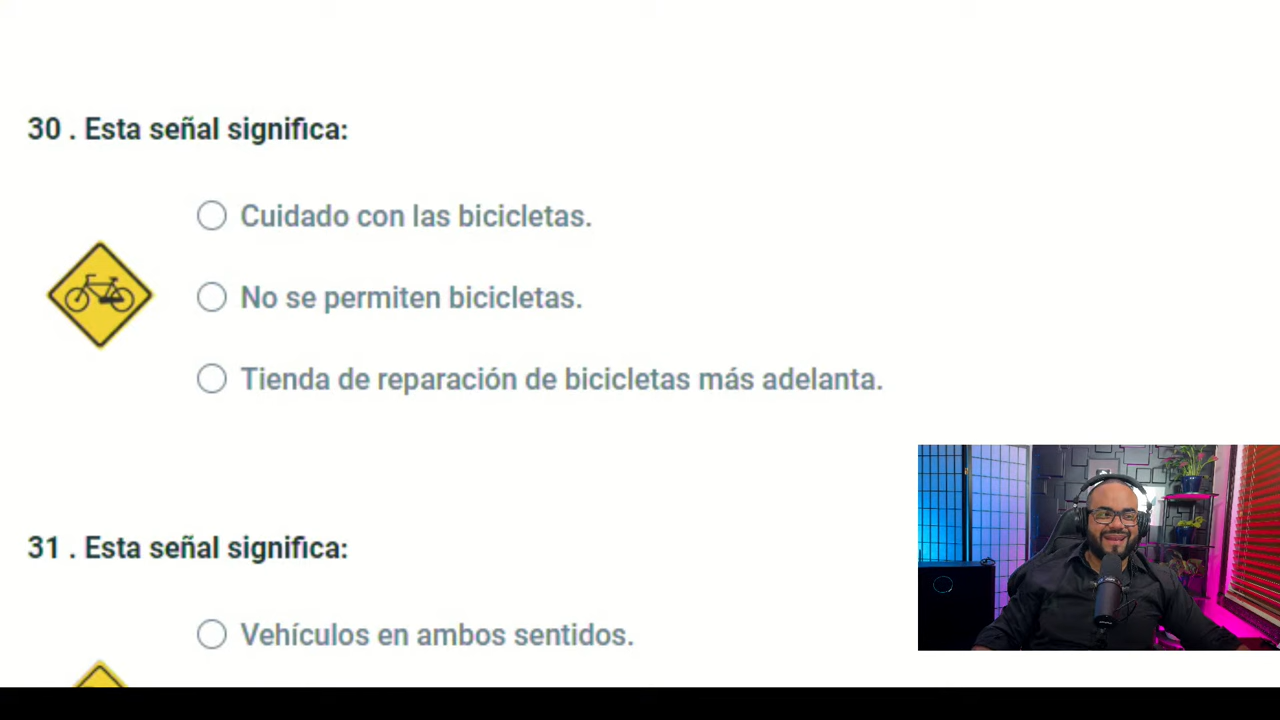 30 . Esta señal significa:
Cuidado con las bicicletas.
No se permiten bicicletas.
Tienda de reparación de bicicletas más adelanta.
31 . Esta señal significa:
Vehículos en ambos sentidos.